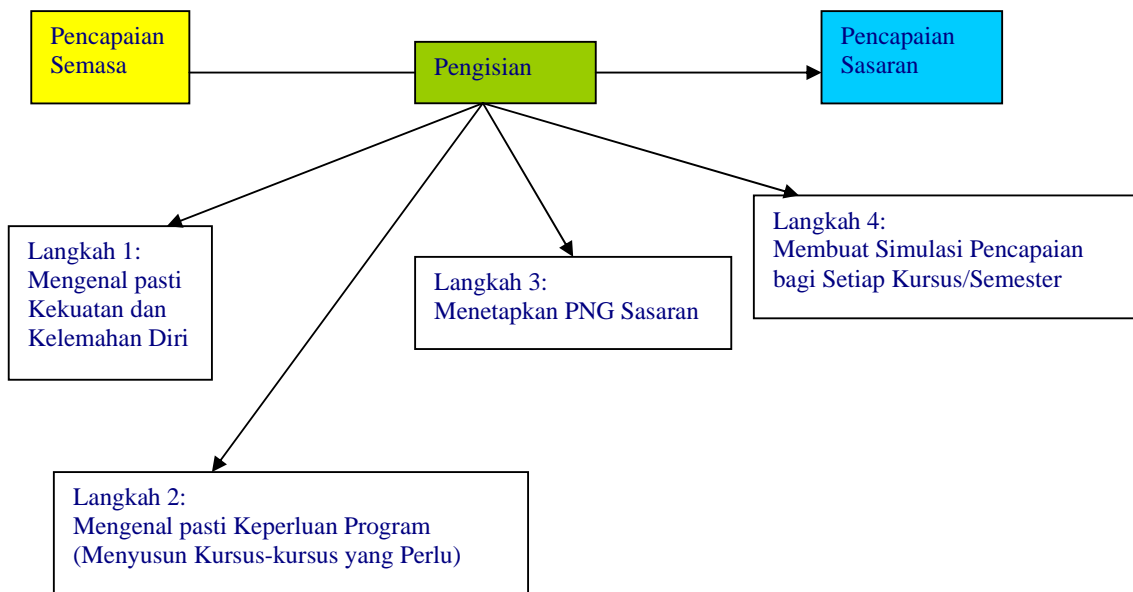 Pencapaian
Semasa
Pengisian
Pencapaian
Sasaran
Langkah 1:
Mengenal pasti
Kekuatan dan
Kelemahan Diri
Langkah 2:
Mengenal pasti Keperluan Program
(Menyusun Kursus-kursus yang Perlu)
Langkah 3:
Menetapkan PNG Sasaran
Langkah 4:
Membuat Simulasi Pencapaian
bagi Setiap Kursus/Semester